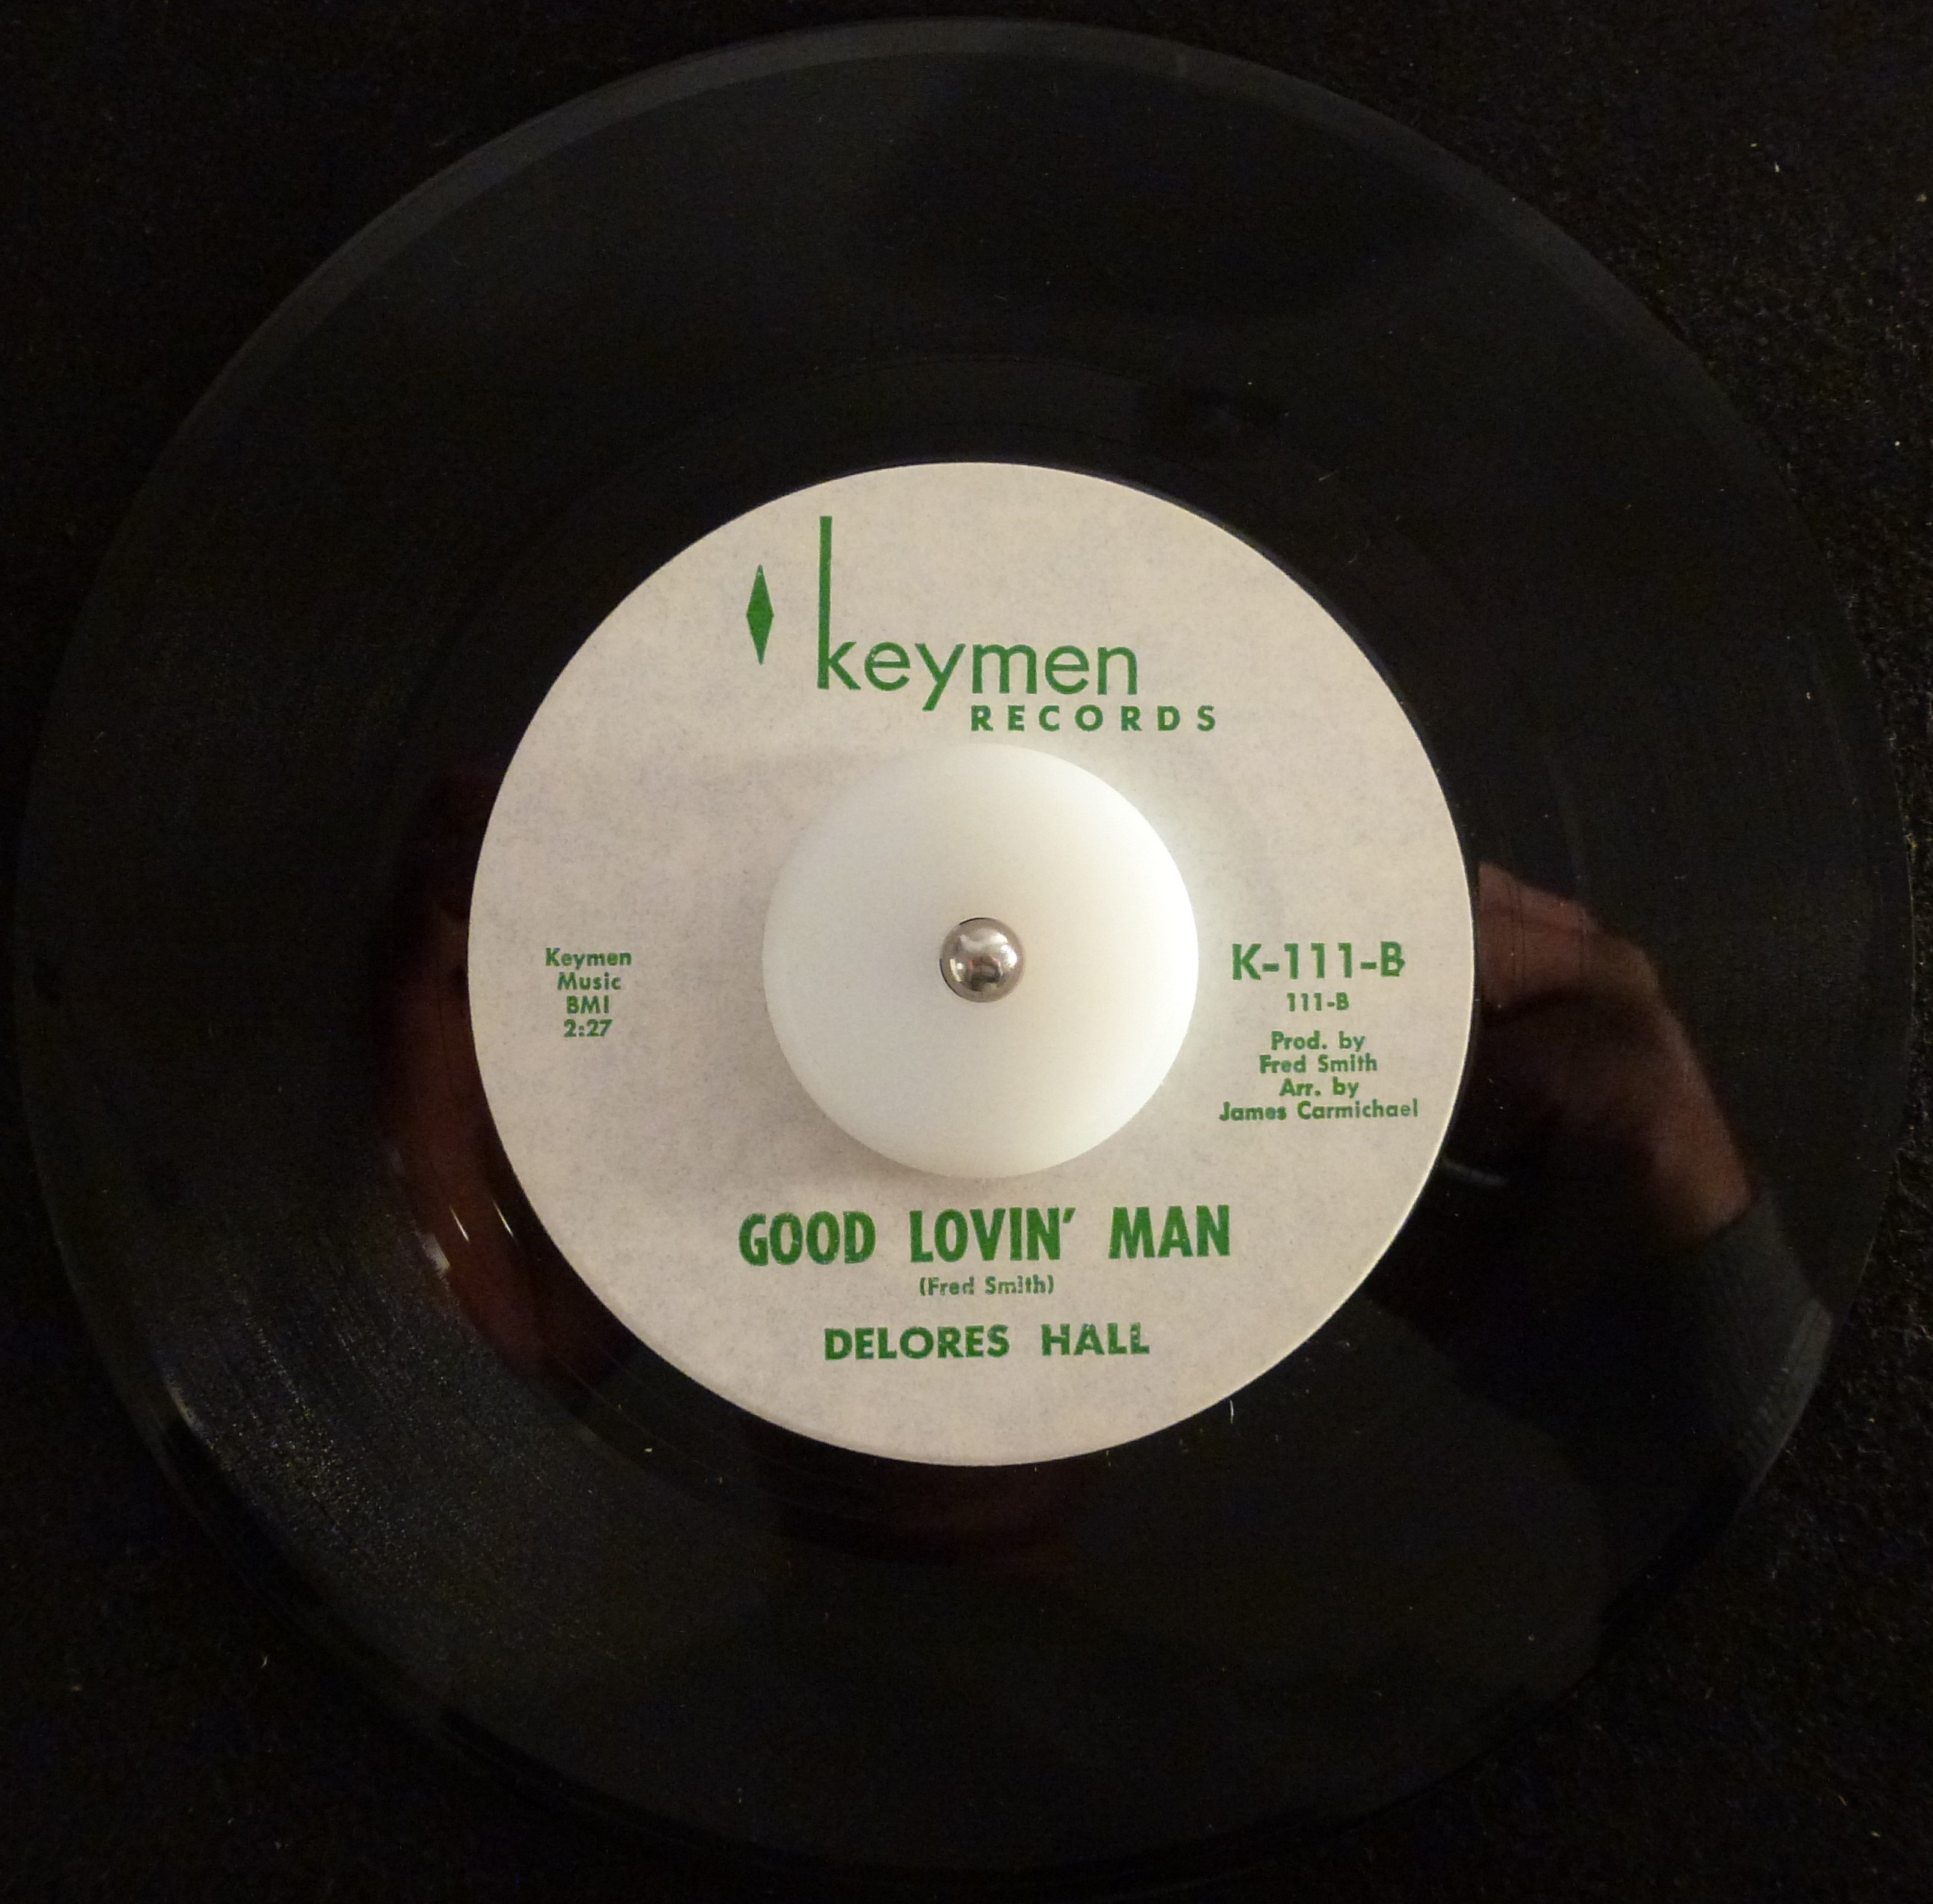 keymen
RECORDS
Keymen
Music
BMI
2:27
K-111-B
111-B
Prod. by
Fred Smith
Arr. by
James Carmichael
GOOD LOVIN' MAN
(Fred Smith)
DELORES HALL